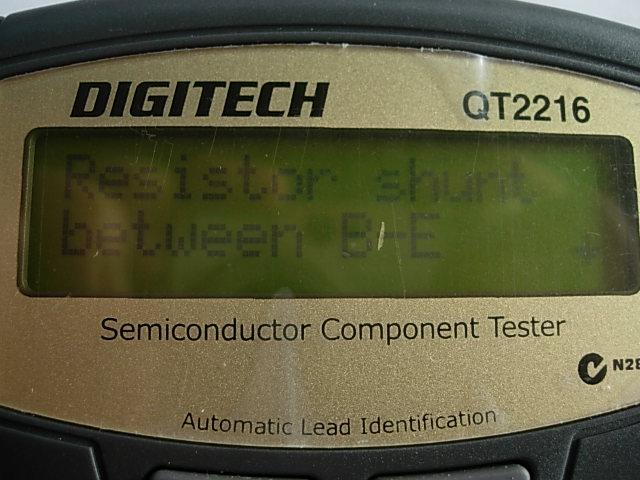 DIGITECH
QT2216
Resistor shunt
between B-E
Semiconductor Component Tester
Automatic Lead Identification